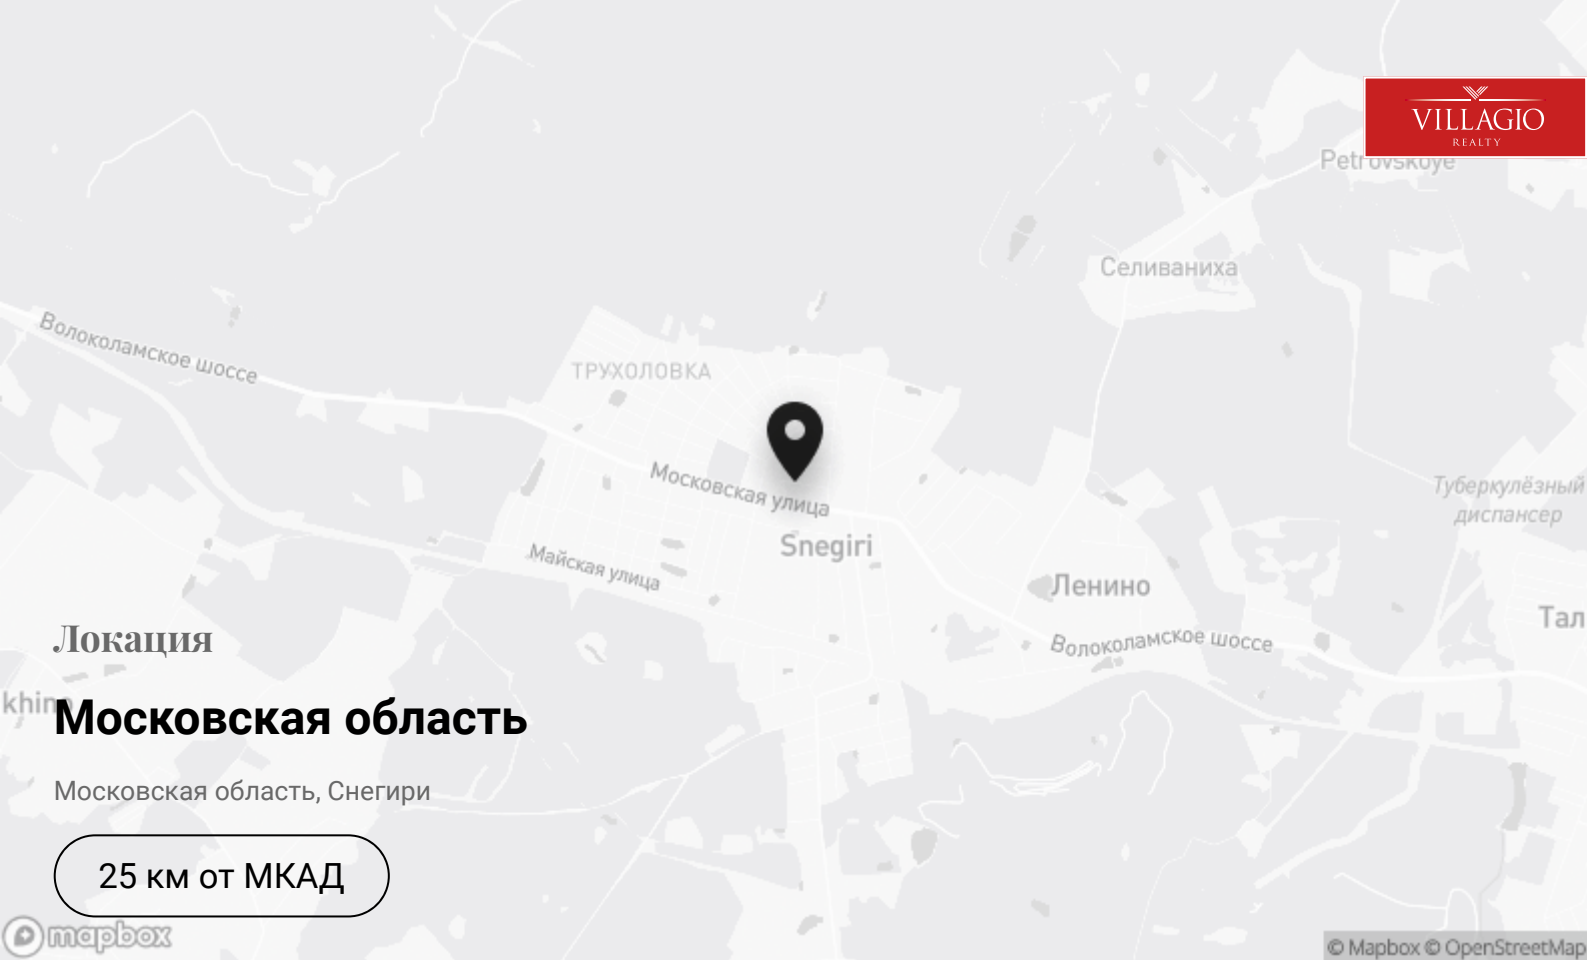 VILLAGIO
REALTY
Petrovskoye
Селиваниха
Волоколамское шоссе
ТРУХОЛОВКА
Московская улица
Туберкулёзный
диспансер
Snegiri
Майская улица
Ленино
Тал
Волоколамское шоссе
Локация
khino
Московская область
Московская область, Снегири
25 км от МКАД
mapbox
© Mapbox © OpenStreetMap